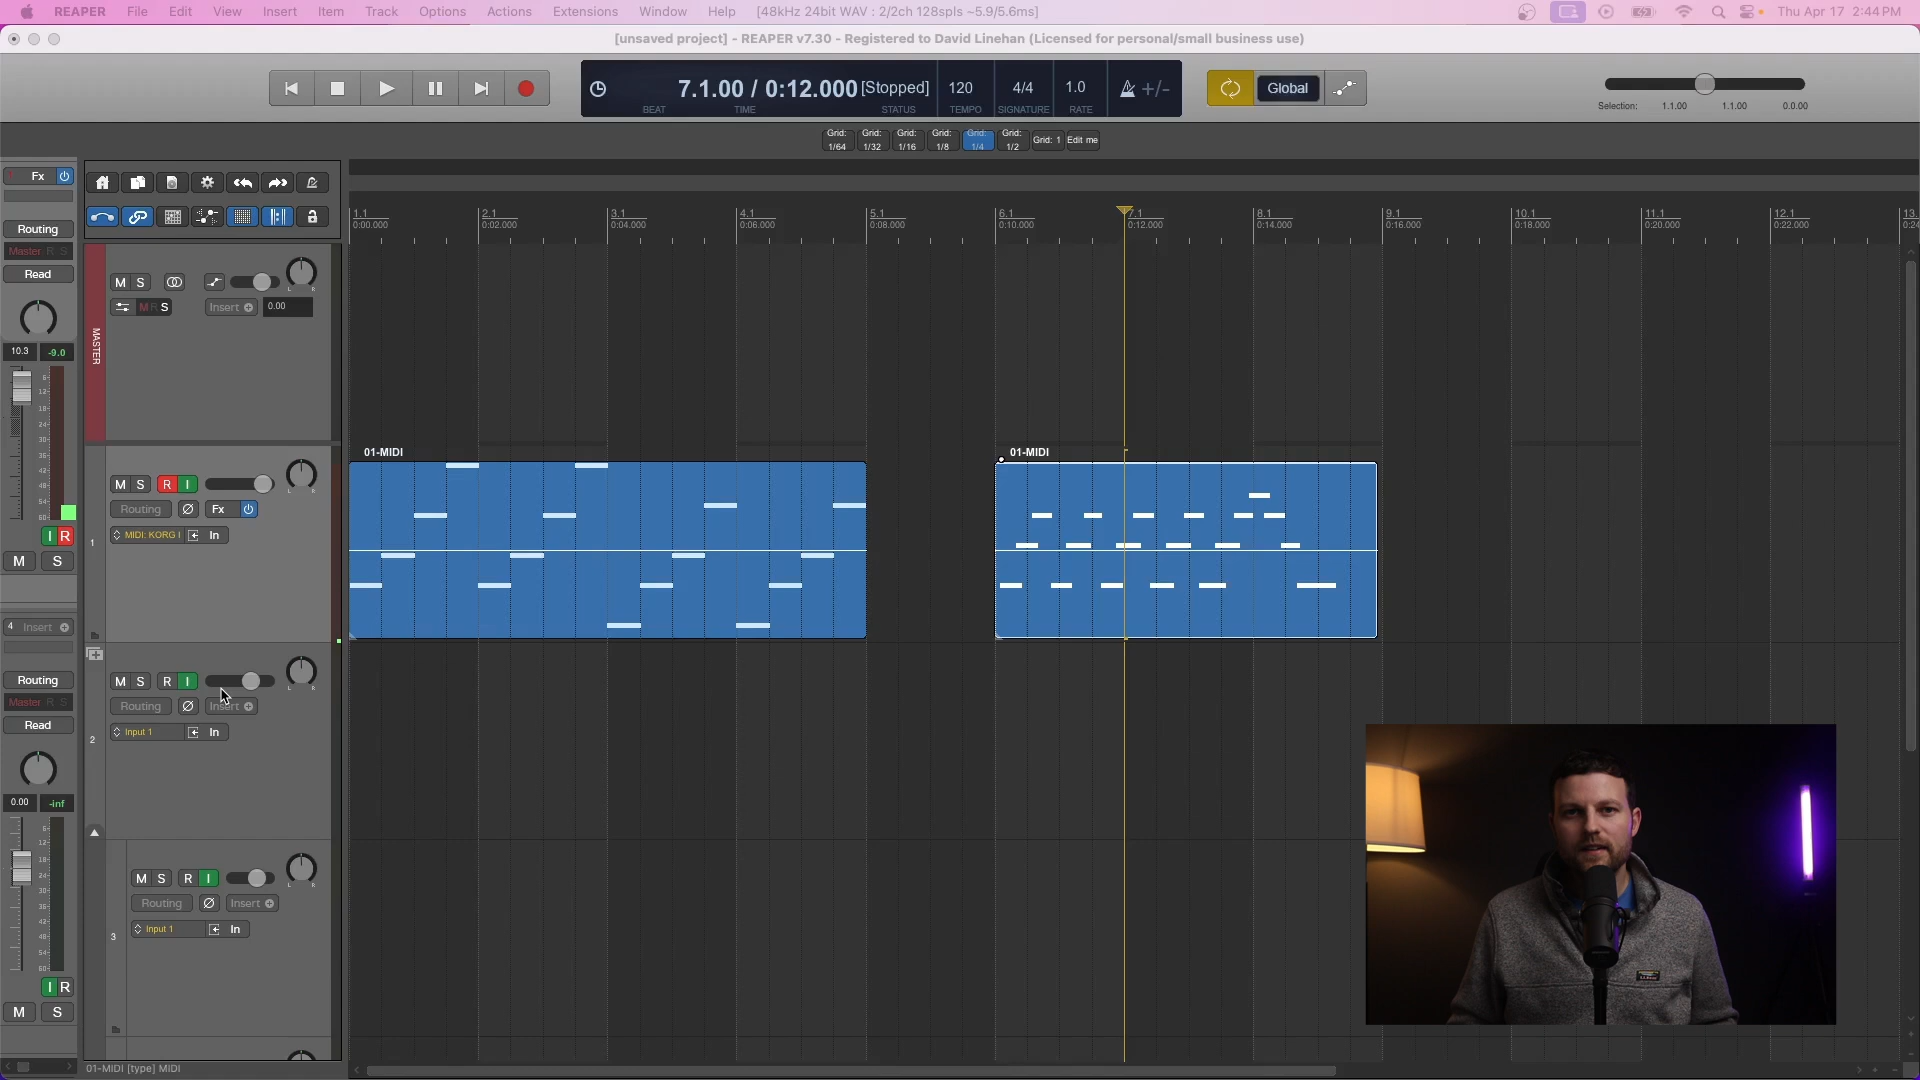 REAPER File Edit View Insert Item Track Options Actions Extensions Window Help [48kHz 24bit WAV : 2/2ch 128spls ~5.9/5.6ms] Thu Apr 17 2:44 PM
[unsaved project] - REAPER v7.30 - Registered to David Linehan (Licensed for personal/small business use)
7.1.00 / 0:12.000 [Stopped] 120 4/4 1.0 +/- Global
BEAT TIME STATUS TEMPO SIGNATURE RATE
Selection: 1.1.00 1.1.00 0.0.00
Grid: 1/64 Grid: 1/32 Grid: 1/16 Grid: 1/8 Grid: 1/4 Grid: 1/2 Grid: 1 Edit me
Fx
1.1 2.1 3.1 4.1 5.1 6.1 7.1 8.1 9.1 10.1 11.1 12.1 13.
0:00.000 0:02.000 0:04.000 0:06.000 0:08.000 0:10.000 0:12.000 0:14.000 0:16.000 0:18.000 0:20.000 0:22.000 0:24
Routing
Master R S
Read
M S L R
M R S Insert 0.00
MASTER
10.3 -9.0
01-MIDI 01-MIDI
M S R I L R
Routing Ø Fx
MIDI: KORG I In
1
I R
M S
4 Insert
Routing
Master R S
Read
M S R I L R
Routing Ø Insert
Input 1 In
2
0.00 -inf
M S R I L R
Routing Ø Insert
Input 1 In
3
I R
M S
01-MIDI [type] MIDI